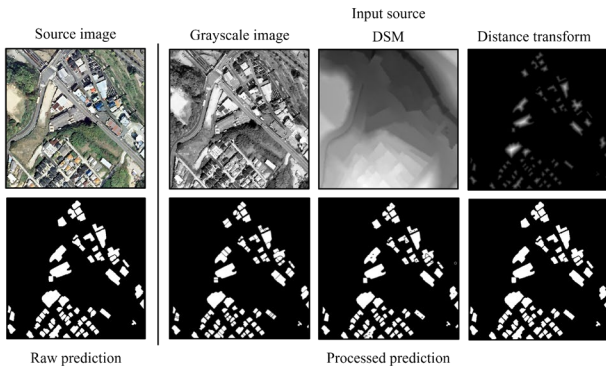 Input source
Source image
Grayscale image
DSM
Distance transform
Raw prediction
Processed prediction